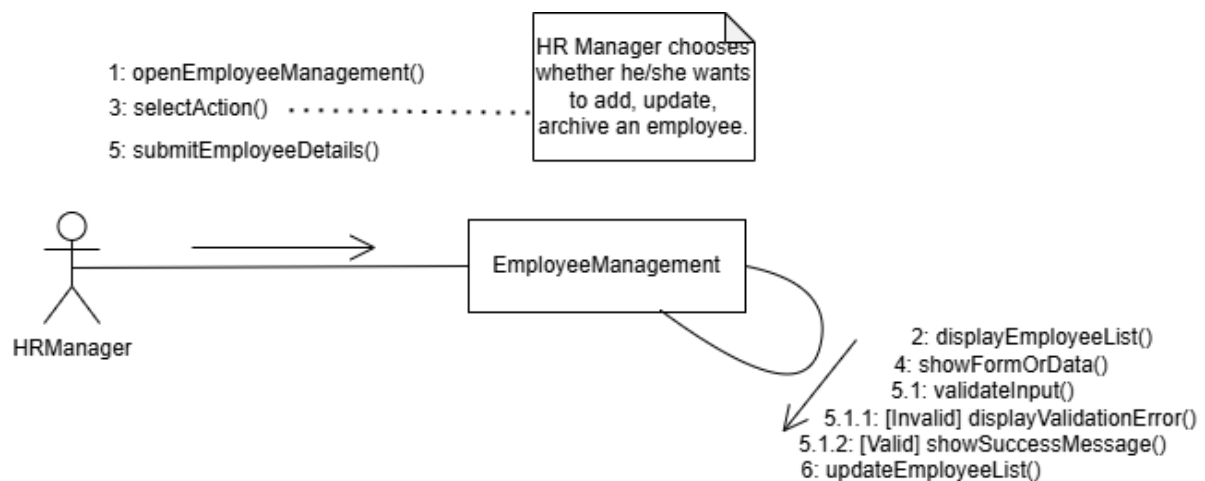 HR Manager chooses
whether he/she wants
to add, update,
archive an employee.
1: openEmployeeManagement()
3: selectAction()
5: submitEmployeeDetails()
EmployeeManagement
HRManager
2: displayEmployeeList()
4: showFormOrData()
5.1: validateInput()
5.1.1: [Invalid] displayValidationError()
5.1.2: [Valid] showSuccessMessage()
6: updateEmployeeList()